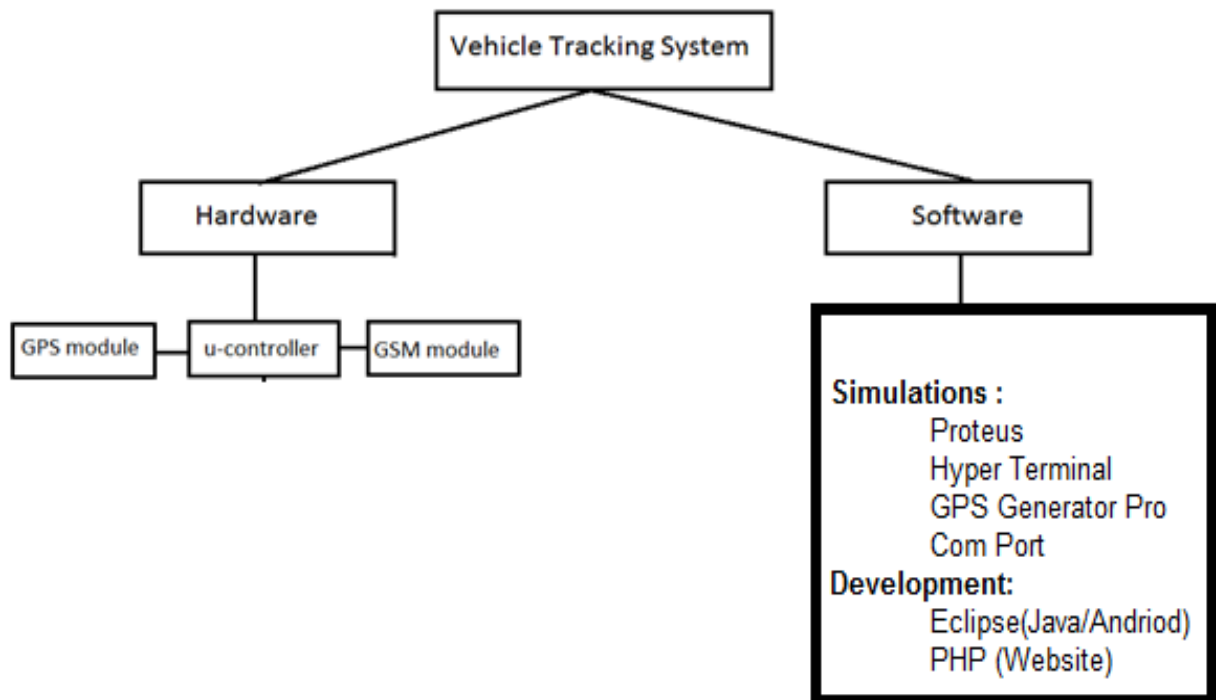 Vehicle Tracking System
Hardware
Software
GPS module
u-controller
GSM module
Simulations :
Proteus
Hyper Terminal
GPS Generator Pro
Com Port
Development:
Eclipse(Java/Andriod)
PHP (Website)